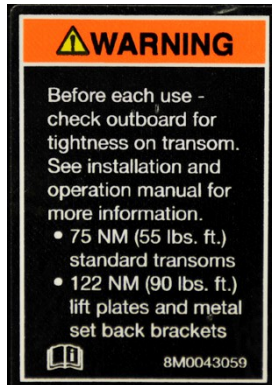 WARNING
Before each use -
check outboard for
tightness on transom.
See installation and
operation manual for
more information.
• 75 NM (55 lbs. ft.)
standard transoms
• 122 NM (90 lbs. ft.)
lift plates and metal
set back brackets
8M0043059